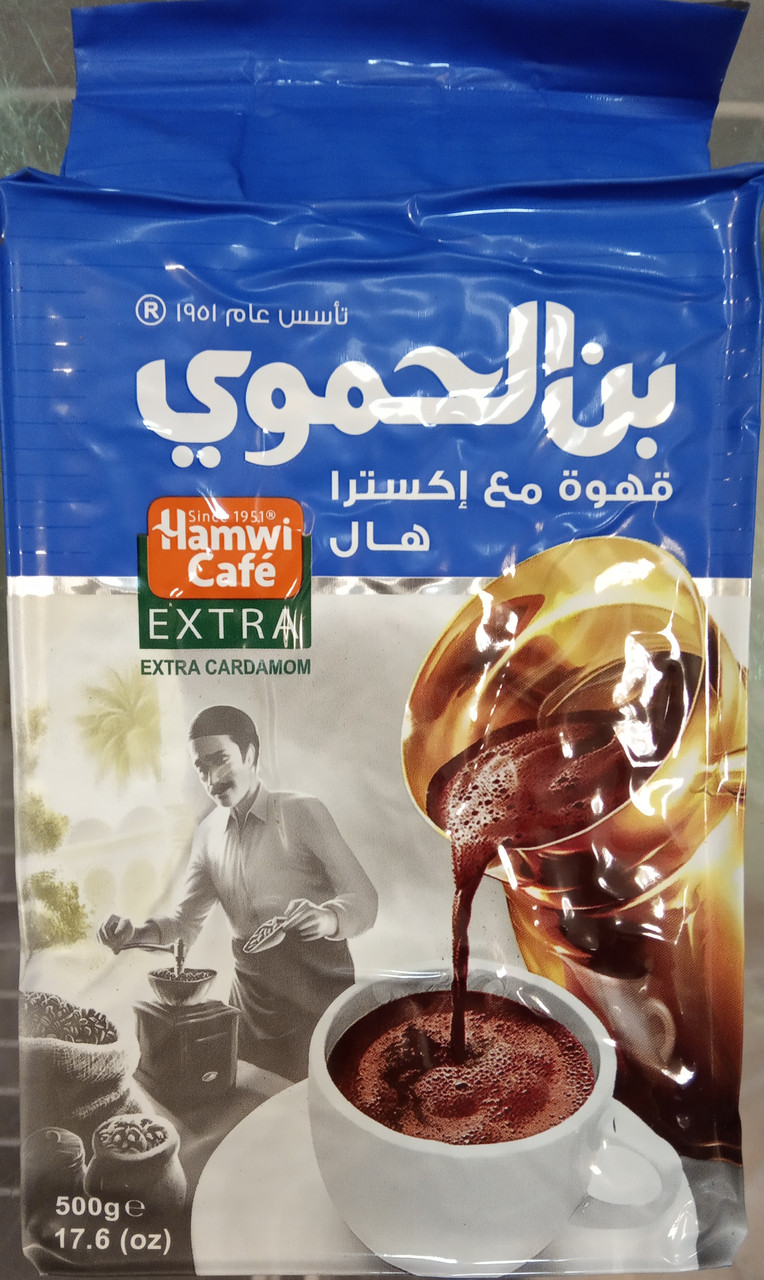 تأسس عام ١٩٥١ ®
بن الحموي
قهوة مع إكسترا
هـال
Since 1951®
Hamwi
Café
EXTRA
EXTRA CARDAMOM
500g℮
17.6 (oz)